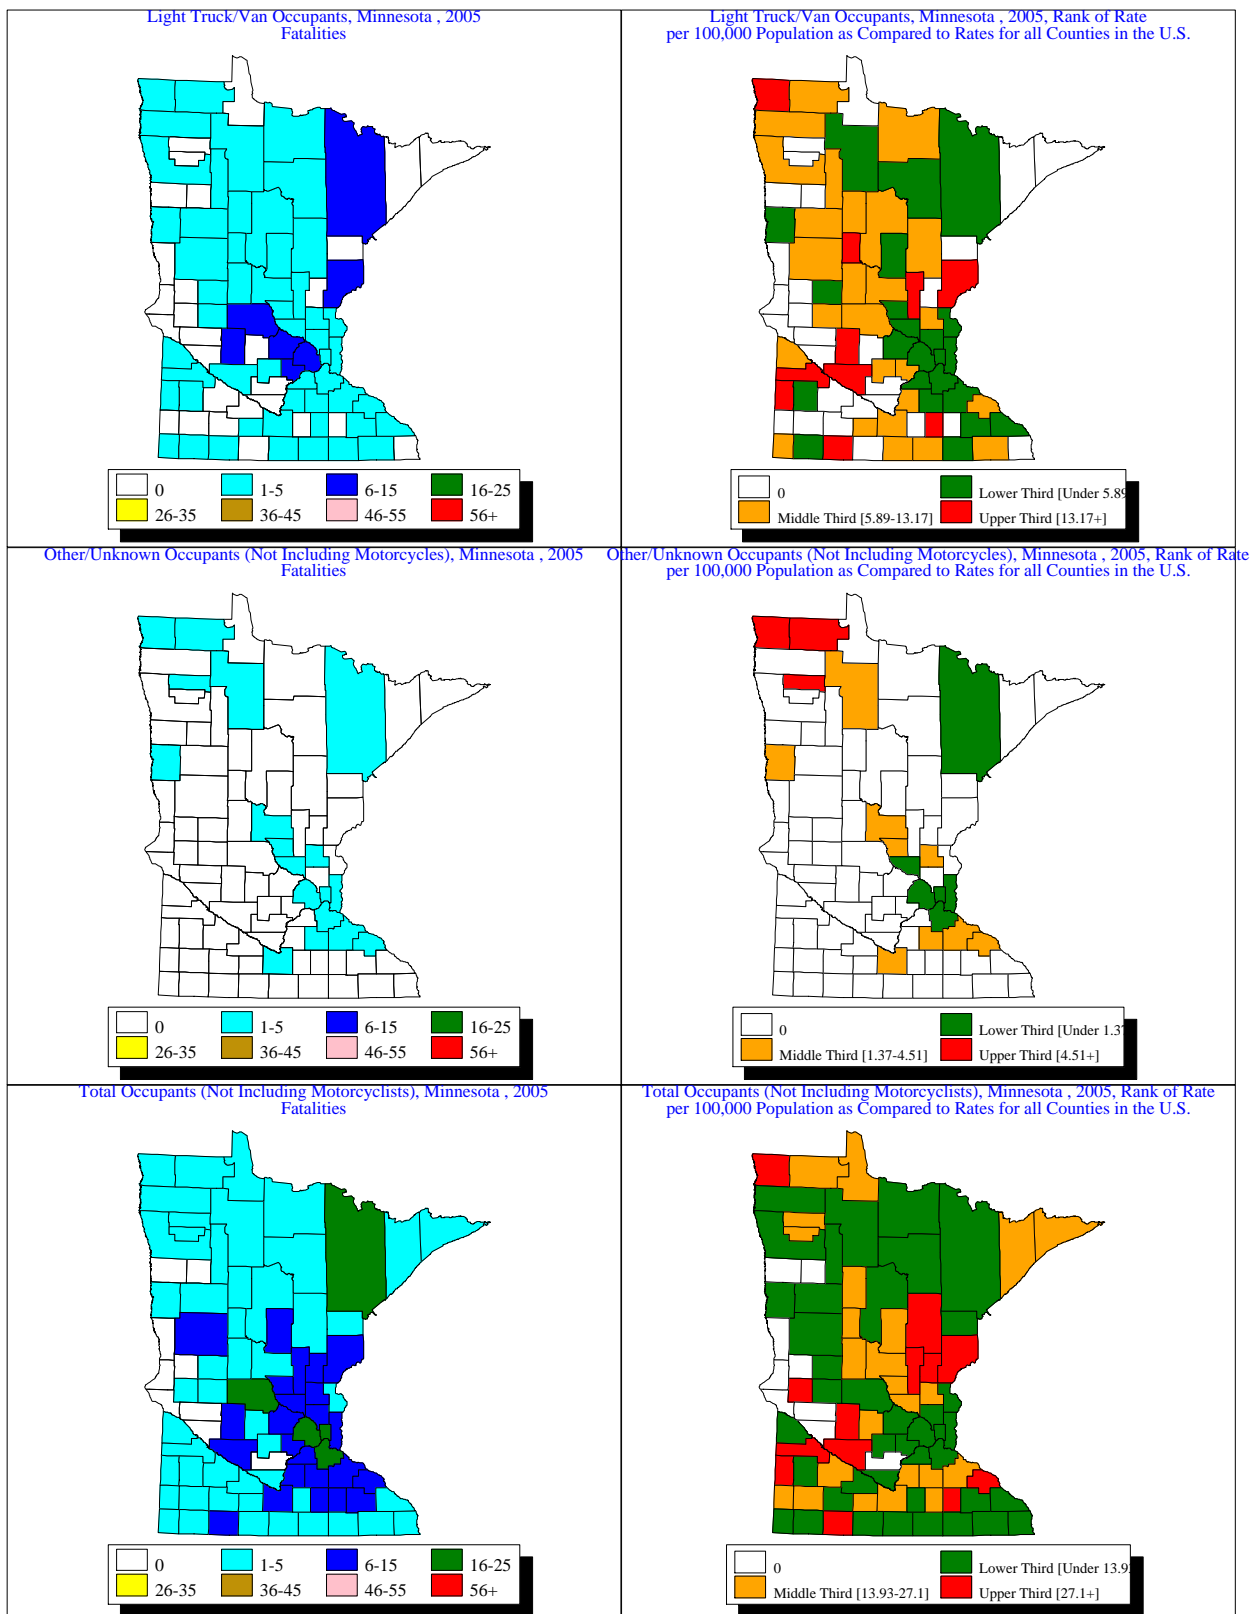 Light Truck/Van Occupants, Minnesota , 2005
Fatalities
0
1-5
6-15
16-25
26-35
36-45
46-55
56+
Light Truck/Van Occupants, Minnesota , 2005, Rank of Rate
per 100,000 Population as Compared to Rates for all Counties in the U.S.
0
Lower Third [Under 5.89
Middle Third [5.89-13.17]
Upper Third [13.17+]
Other/Unknown Occupants (Not Including Motorcycles), Minnesota , 2005
Fatalities
0
1-5
6-15
16-25
26-35
36-45
46-55
56+
Other/Unknown Occupants (Not Including Motorcycles), Minnesota , 2005, Rank of Rate
per 100,000 Population as Compared to Rates for all Counties in the U.S.
0
Lower Third [Under 1.37
Middle Third [1.37-4.51]
Upper Third [4.51+]
Total Occupants (Not Including Motorcyclists), Minnesota , 2005
Fatalities
0
1-5
6-15
16-25
26-35
36-45
46-55
56+
Total Occupants (Not Including Motorcyclists), Minnesota , 2005, Rank of Rate
per 100,000 Population as Compared to Rates for all Counties in the U.S.
0
Lower Third [Under 13.93
Middle Third [13.93-27.1]
Upper Third [27.1+]